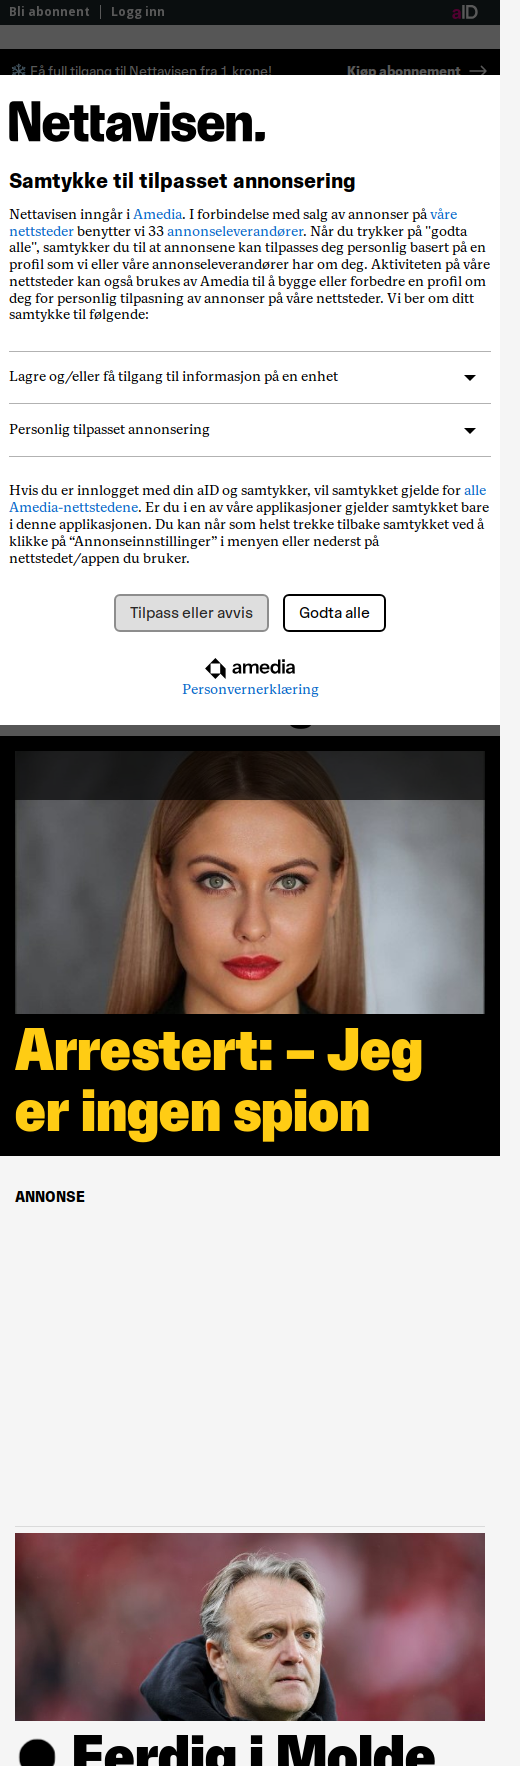 Bli abonnent | Logg inn
aID
Få full tilgang til Nettavisen fra 1 krone!
Kjøp abonnement →
Nettavisen.
Samtykke til tilpasset annonsering
Nettavisen inngår i Amedia. I forbindelse med salg av annonser på våre
nettsteder benytter vi 33 annonseleverandører. Når du trykker på "godta
alle", samtykker du til at annonsene kan tilpasses deg personlig basert på en
profil som vi eller våre annonseleverandører har om deg. Aktiviteten på våre
nettsteder kan også brukes av Amedia til å bygge eller forbedre en profil om
deg for personlig tilpasning av annonser på våre nettsteder. Vi ber om ditt
samtykke til følgende:
Lagre og/eller få tilgang til informasjon på en enhet
Personlig tilpasset annonsering
Hvis du er innlogget med din aID og samtykker, vil samtykket gjelde for alle
Amedia-nettstedene. Er du i en av våre applikasjoner gjelder samtykket bare
i denne applikasjonen. Du kan når som helst trekke tilbake samtykket ved å
klikke på “Annonseinnstillinger” i menyen eller nederst på
nettstedet/appen du bruker.
Tilpass eller avvis
Godta alle
amedia
Personvernerklæring
Arrestert: – Jeg
er ingen spion
ANNONSE
● Ferdig i Molde